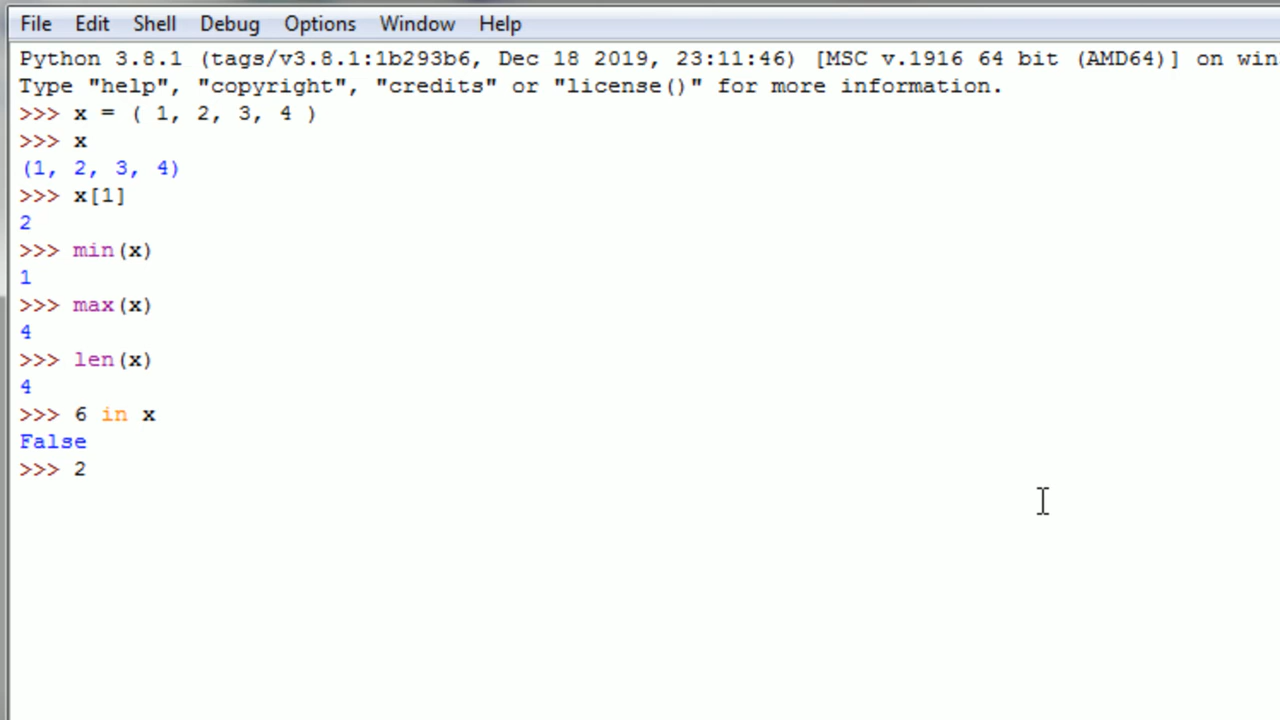 File Edit Shell Debug Options Window Help
Python 3.8.1 (tags/v3.8.1:1b293b6, Dec 18 2019, 23:11:46) [MSC v.1916 64 bit (AMD64)] on win
Type "help", "copyright", "credits" or "license()" for more information.
>>> x = ( 1, 2, 3, 4 )
>>> x
(1, 2, 3, 4)
>>> x[1]
2
>>> min(x)
1
>>> max(x)
4
>>> len(x)
4
>>> 6 in x
False
>>> 2